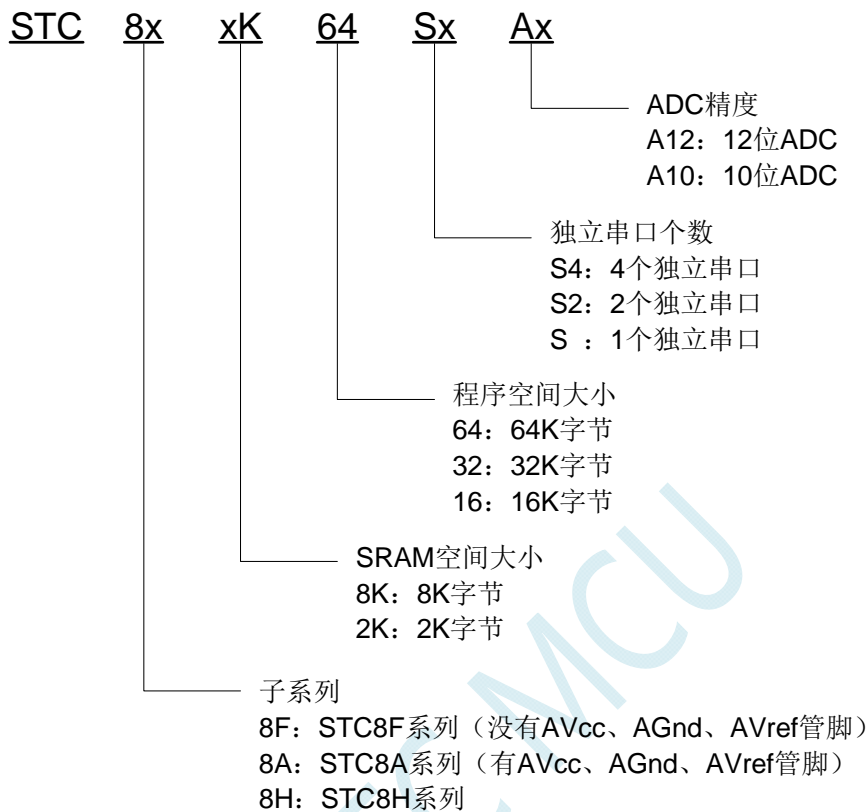 STC 8x xK 64 Sx Ax
ADC精度
A12：12位ADC
A10：10位ADC
独立串口个数
S4：4个独立串口
S2：2个独立串口
S ：1个独立串口
程序空间大小
64：64K字节
32：32K字节
16：16K字节
SRAM空间大小
8K：8K字节
2K：2K字节
子系列
8F：STC8F系列（没有AVcc、AGnd、AVref管脚）
8A：STC8A系列（有AVcc、AGnd、AVref管脚）
8H：STC8H系列
MCU